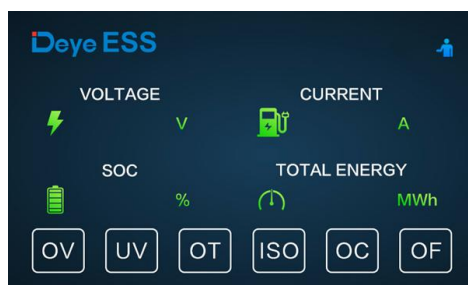 Deye ESS
VOLTAGE CURRENT
V A
SOC TOTAL ENERGY
% MWh
OV UV OT ISO OC OF